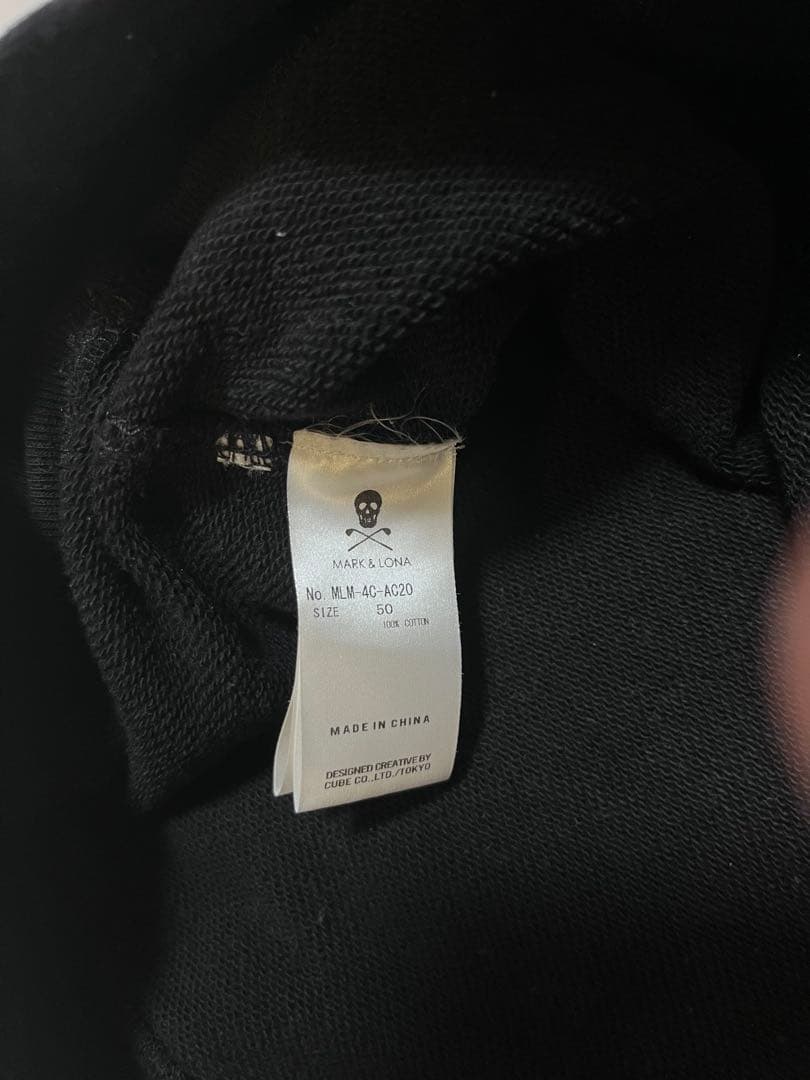 MARK & LONA
No. MLM-4C-AC20
SIZE 50
100% COTTON
MADE IN CHINA
DESIGNED CREATIVE BY
CUBE CO.,LTD./TOKYO